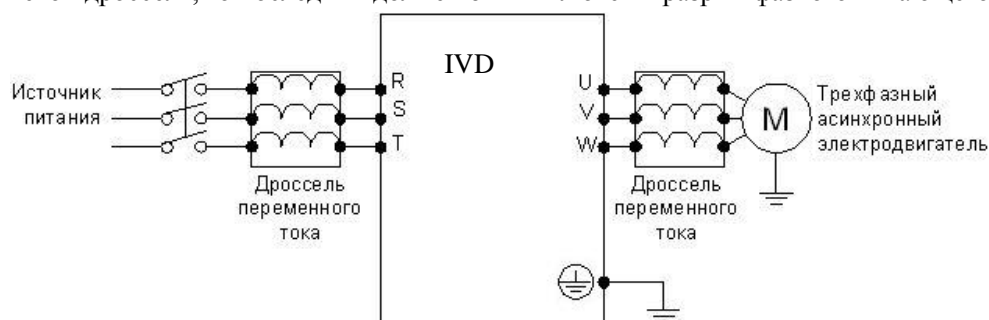 IVD
Источник
питания
R
S
T
U
V
W
M
Трехфазный
асинхронный
электродвигатель
Дроссель
переменного
тока
Дроссель
переменного
тока